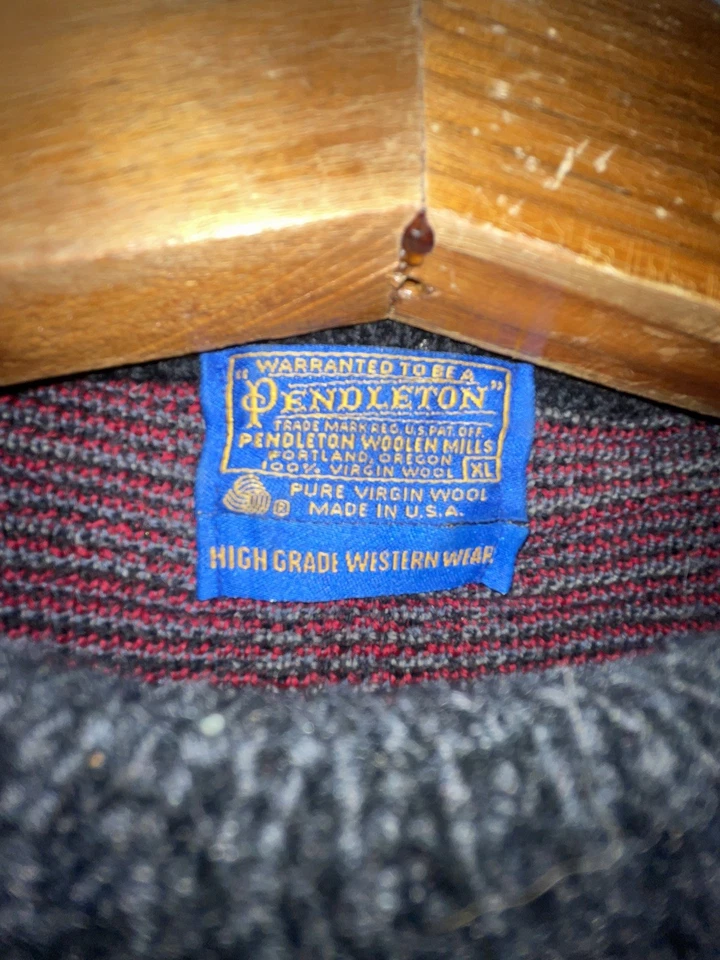 WARRANTED TO BE A
"PENDLETON"
TRADE MARK REG. U.S. PAT. OFF.
PENDLETON WOOLEN MILLS
PORTLAND, OREGON
100% VIRGIN WOOL XL
® PURE VIRGIN WOOL
MADE IN U.S.A.
HIGH GRADE WESTERN WEAR